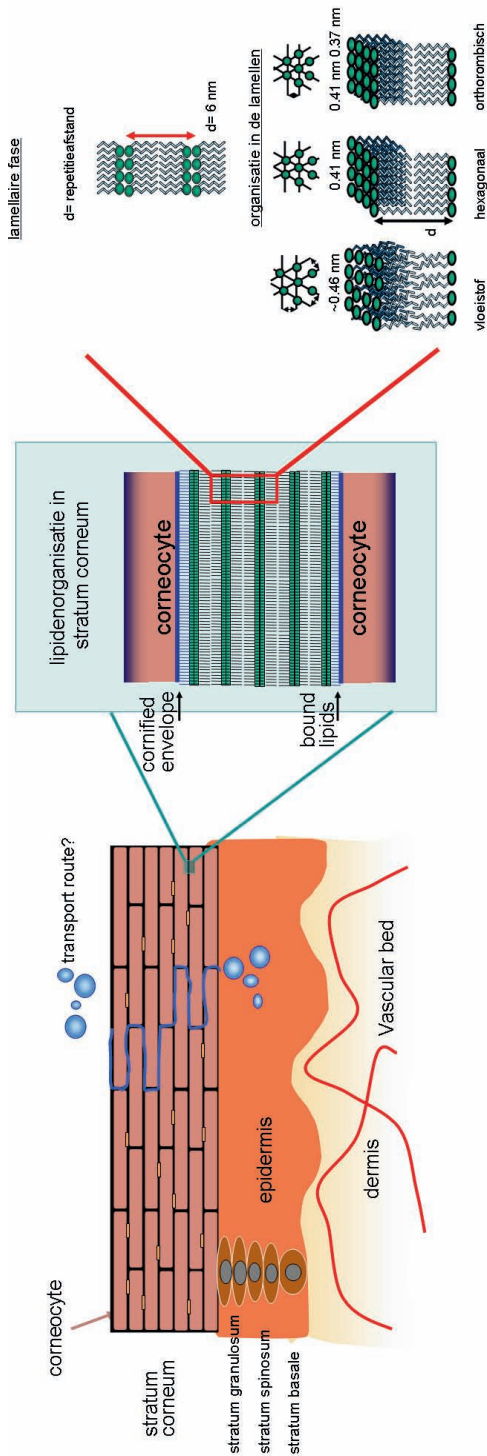 corneocyte
transport route?
stratum
corneum
stratum granulosum
stratum spinosum
stratum basale
epidermis
dermis
Vascular bed
lipidenorganisatie in
stratum corneum
corneocyte
cornified
envelope
bound
lipids
corneocyte
lamellaire fase
d= repetitieafstand
d= 6 nm
organisatie in de lamellen
~0.46 nm
0.41 nm
0.41 nm 0.37 nm
d
vloeistof
hexagonaal
orthorombisch